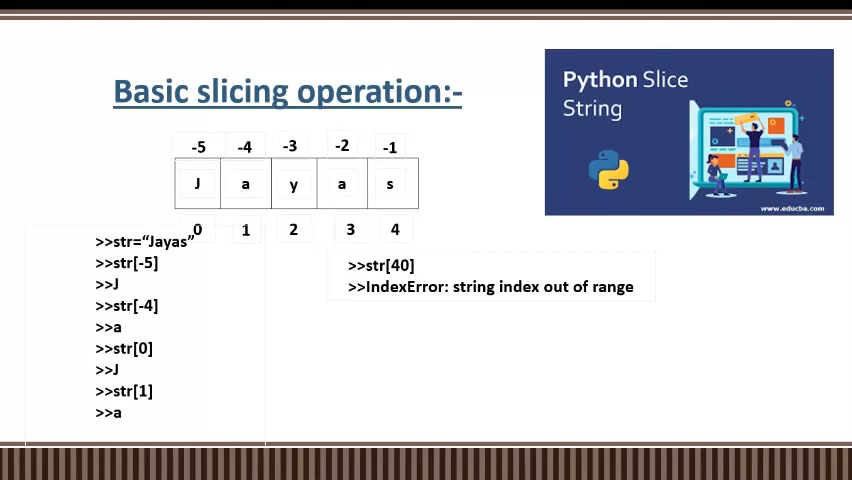 Basic slicing operation:-
Python Slice
String
www.educba.com
-5 -4 -3 -2 -1
J a y a s
0 1 2 3 4
>>str=“Jayas”
>>str[-5]
>>J
>>str[-4]
>>a
>>str[0]
>>J
>>str[1]
>>a
>>str[40]
>>IndexError: string index out of range